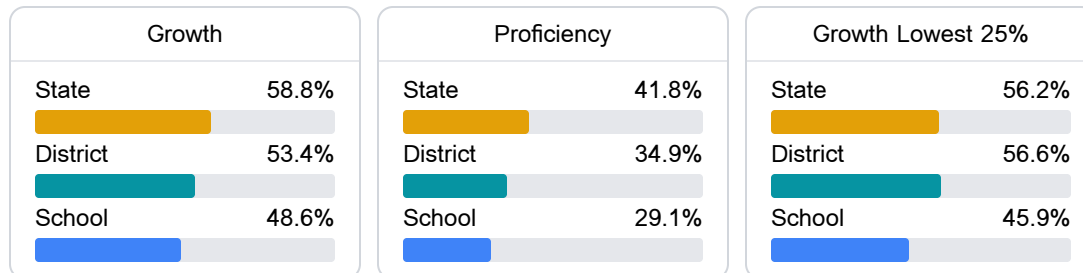 Growth
State 58.8%
District 53.4%
School 48.6%
Proficiency
State 41.8%
District 34.9%
School 29.1%
Growth Lowest 25%
State 56.2%
District 56.6%
School 45.9%